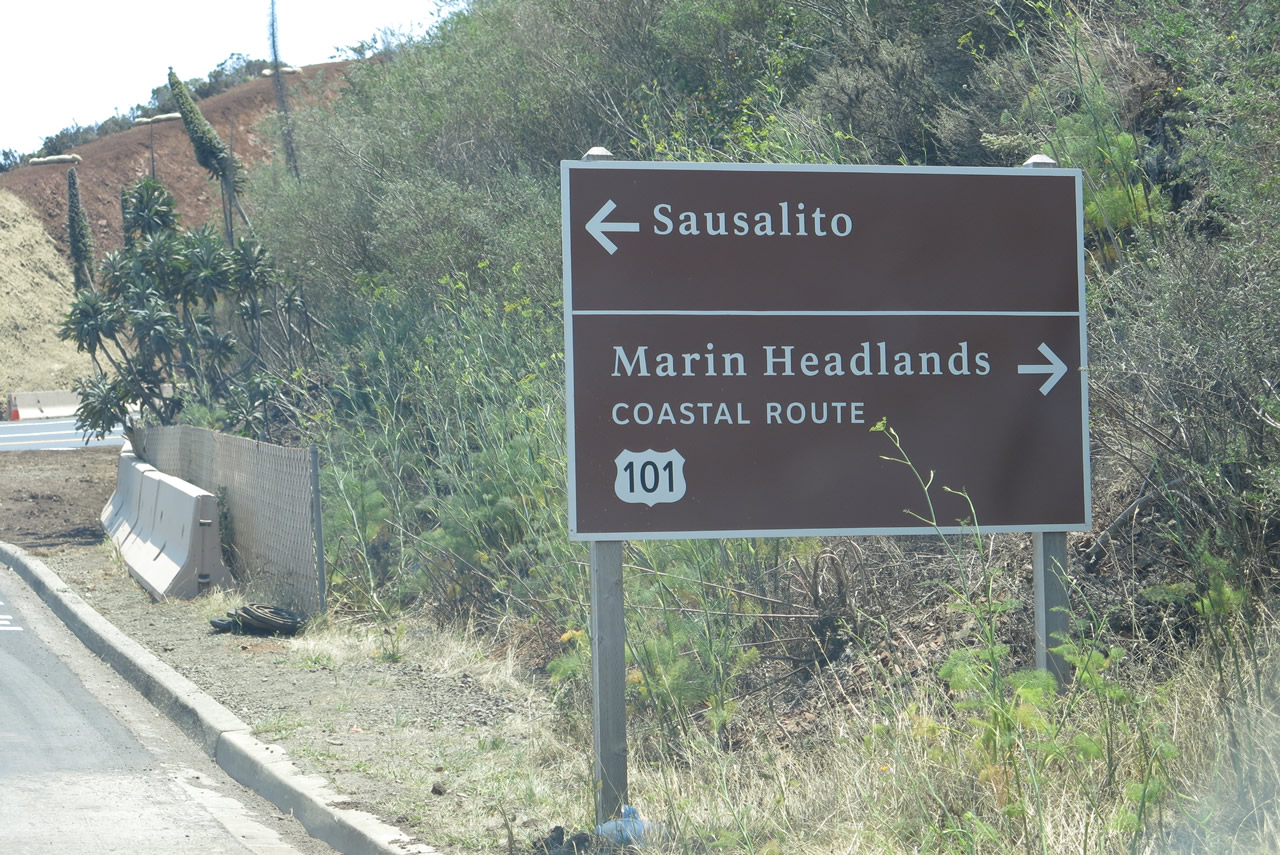 Sausalito
Marin Headlands
COASTAL ROUTE
101